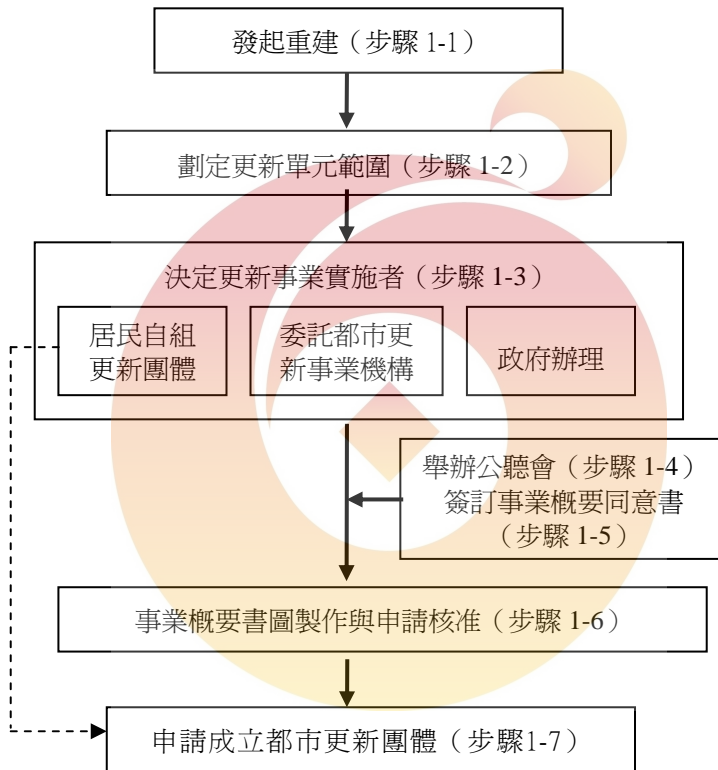 發起重建（步驟 1-1）
劃定更新單元範圍（步驟 1-2）
決定更新事業實施者（步驟 1-3）
居民自組
更新團體
委託都市更
新事業機構
政府辦理
舉辦公聽會（步驟 1-4）
簽訂事業概要同意書
（步驟 1-5）
事業概要書圖製作與申請核准（步驟 1-6）
申請成立都市更新團體（步驟1-7）